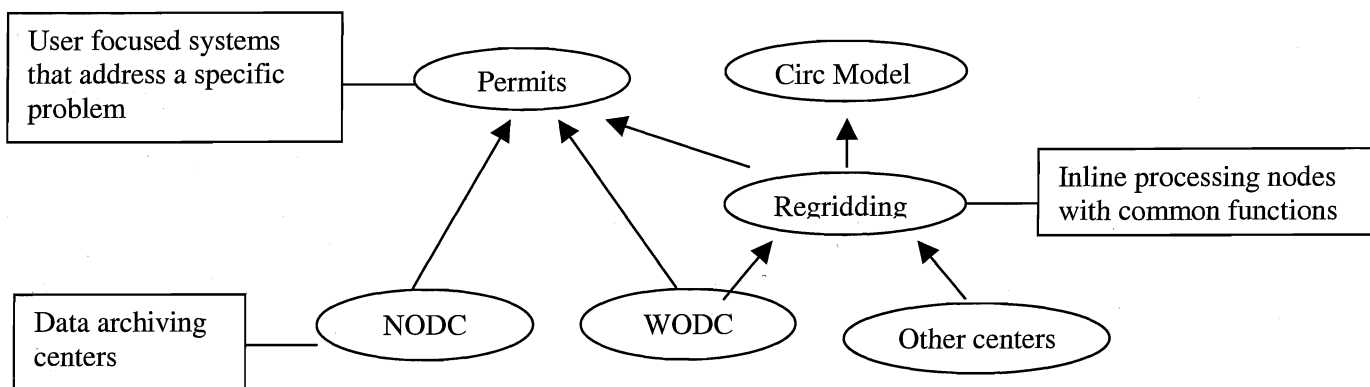 User focused systems
that address a specific
problem
Permits
Circ Model
Regridding
Inline processing nodes
with common functions
Data archiving
centers
NODC
WODC
Other centers